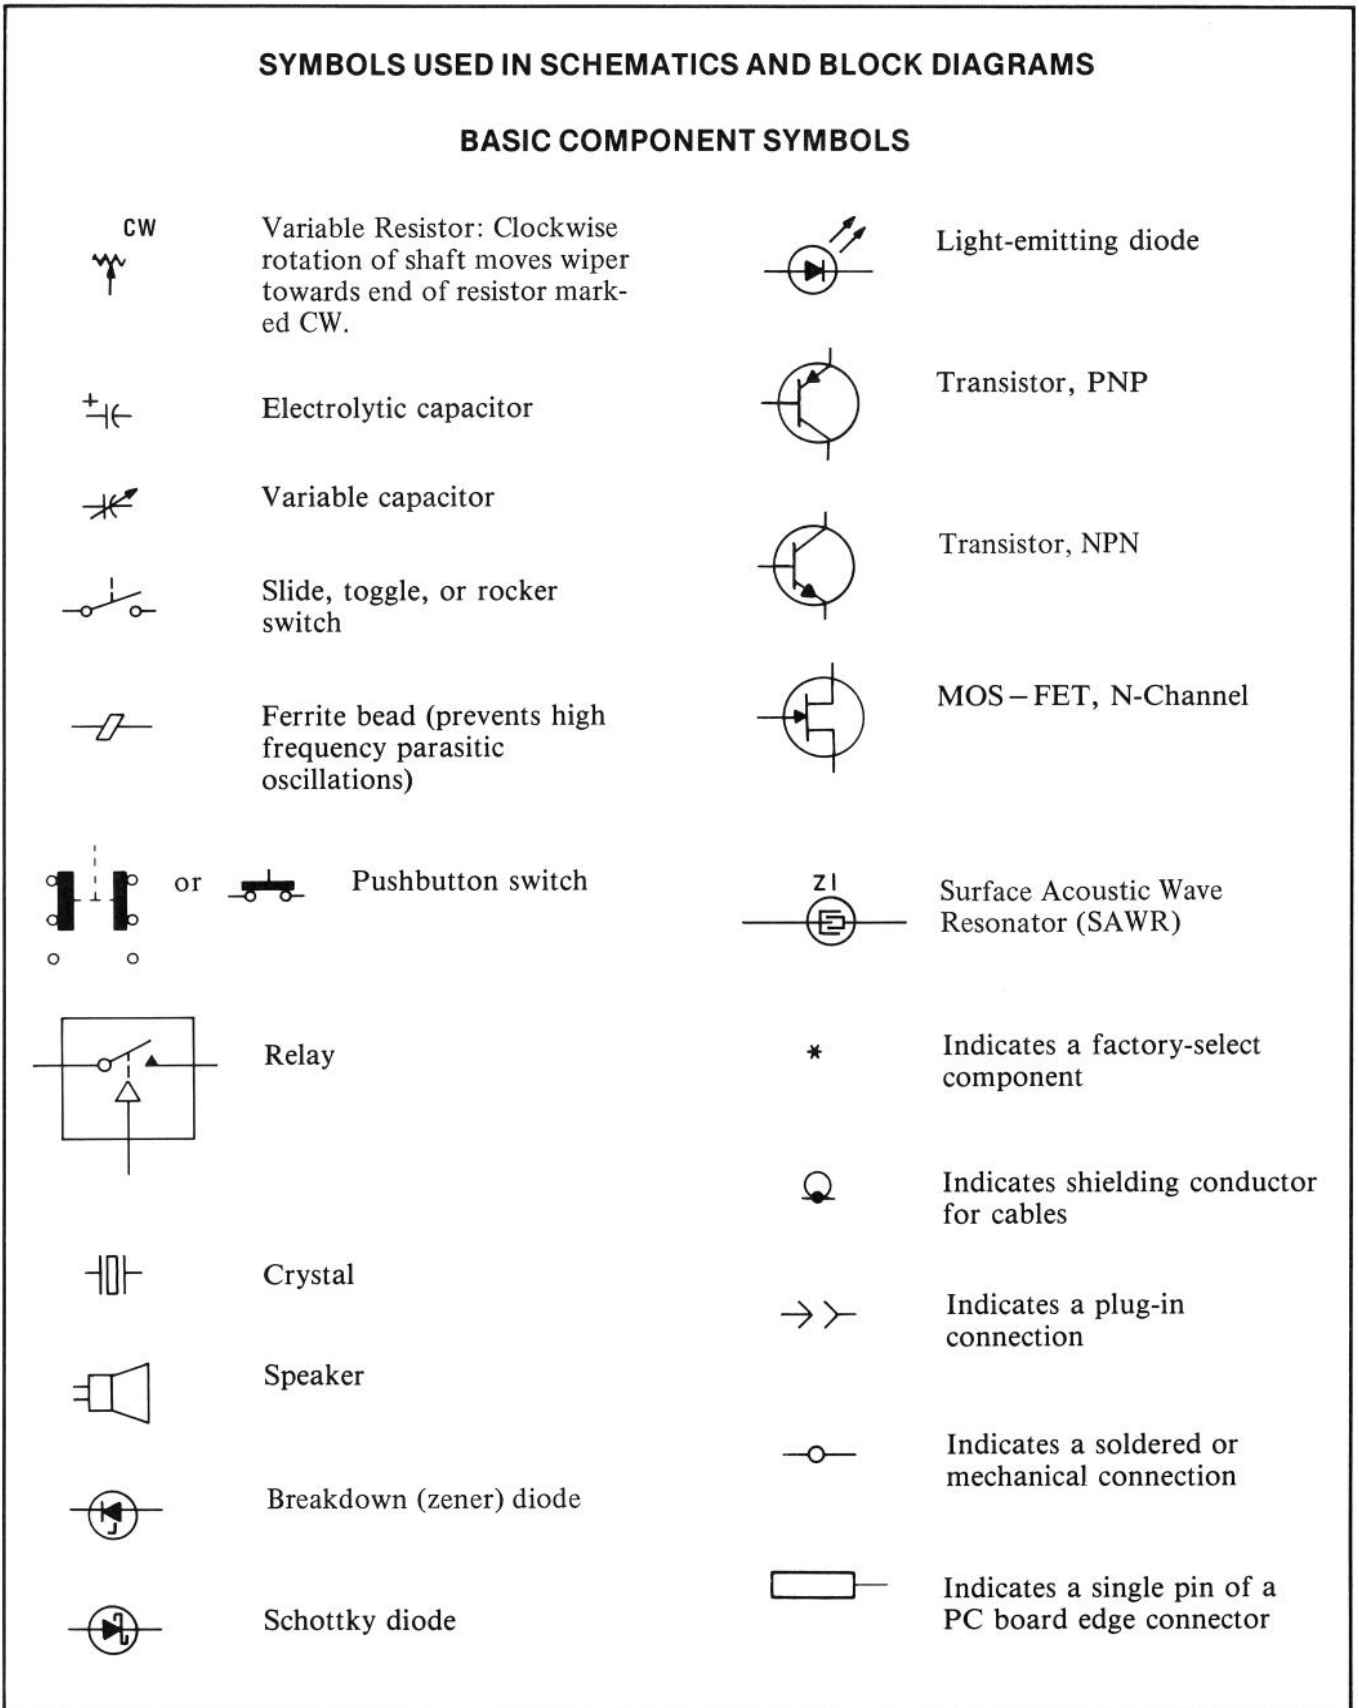 SYMBOLS USED IN SCHEMATICS AND BLOCK DIAGRAMS
BASIC COMPONENT SYMBOLS
CW
Variable Resistor: Clockwise
rotation of shaft moves wiper
towards end of resistor mark-
ed CW.
+
Electrolytic capacitor
Variable capacitor
Slide, toggle, or rocker
switch
Ferrite bead (prevents high
frequency parasitic
oscillations)
or
Pushbutton switch
Relay
Crystal
Speaker
Breakdown (zener) diode
Schottky diode
Light-emitting diode
Transistor, PNP
Transistor, NPN
MOS–FET, N-Channel
Z1
Surface Acoustic Wave
Resonator (SAWR)
*
Indicates a factory-select
component
Indicates shielding conductor
for cables
Indicates a plug-in
connection
Indicates a soldered or
mechanical connection
Indicates a single pin of a
PC board edge connector